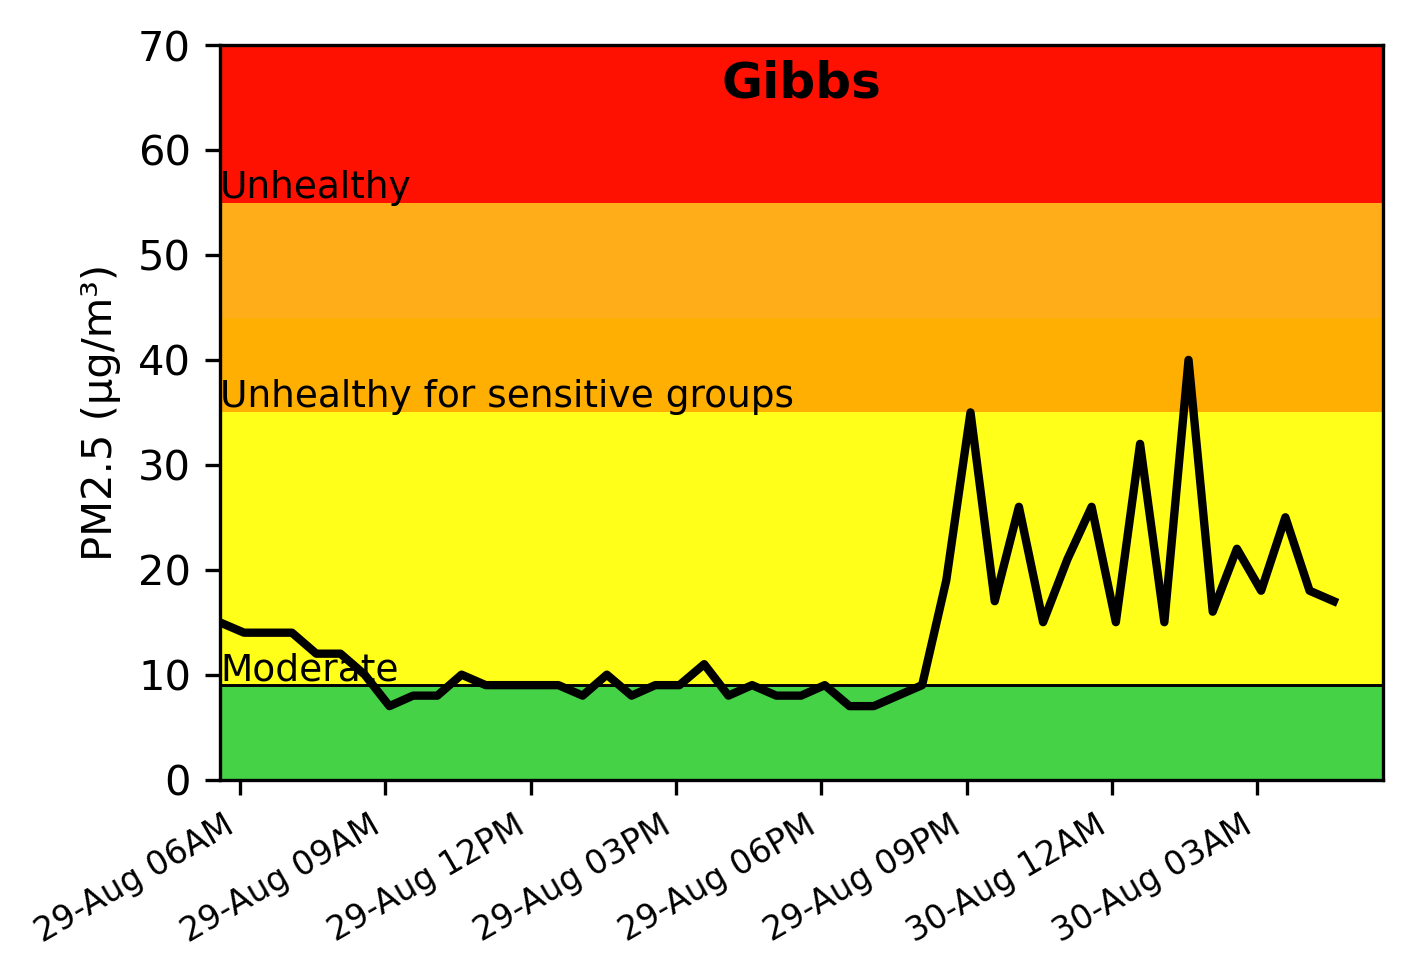 Gibbs
70
60
50
40
30
20
10
0
PM2.5 (µg/m³)
Unhealthy
Unhealthy for sensitive groups
Moderate
29-Aug 06AM
29-Aug 09AM
29-Aug 12PM
29-Aug 03PM
29-Aug 06PM
29-Aug 09PM
30-Aug 12AM
30-Aug 03AM